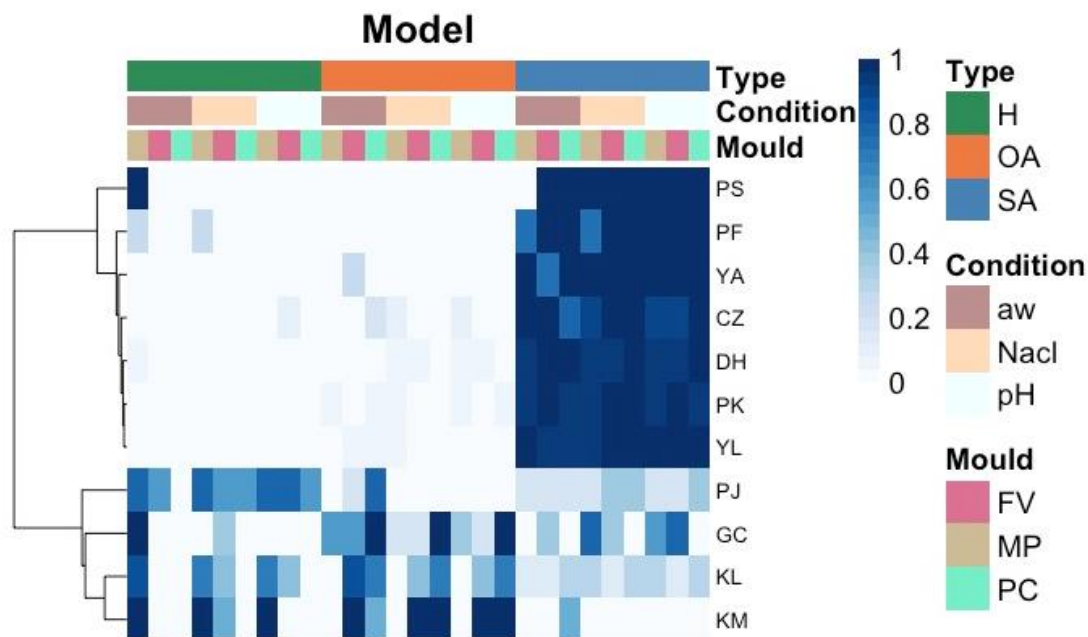 Model
Type
Condition
Mould
PS
PF
YA
CZ
DH
PK
YL
PJ
GC
KL
KM
1
0.8
0.6
0.4
0.2
0
Type
H
OA
SA
Condition
aw
Nacl
pH
Mould
FV
MP
PC